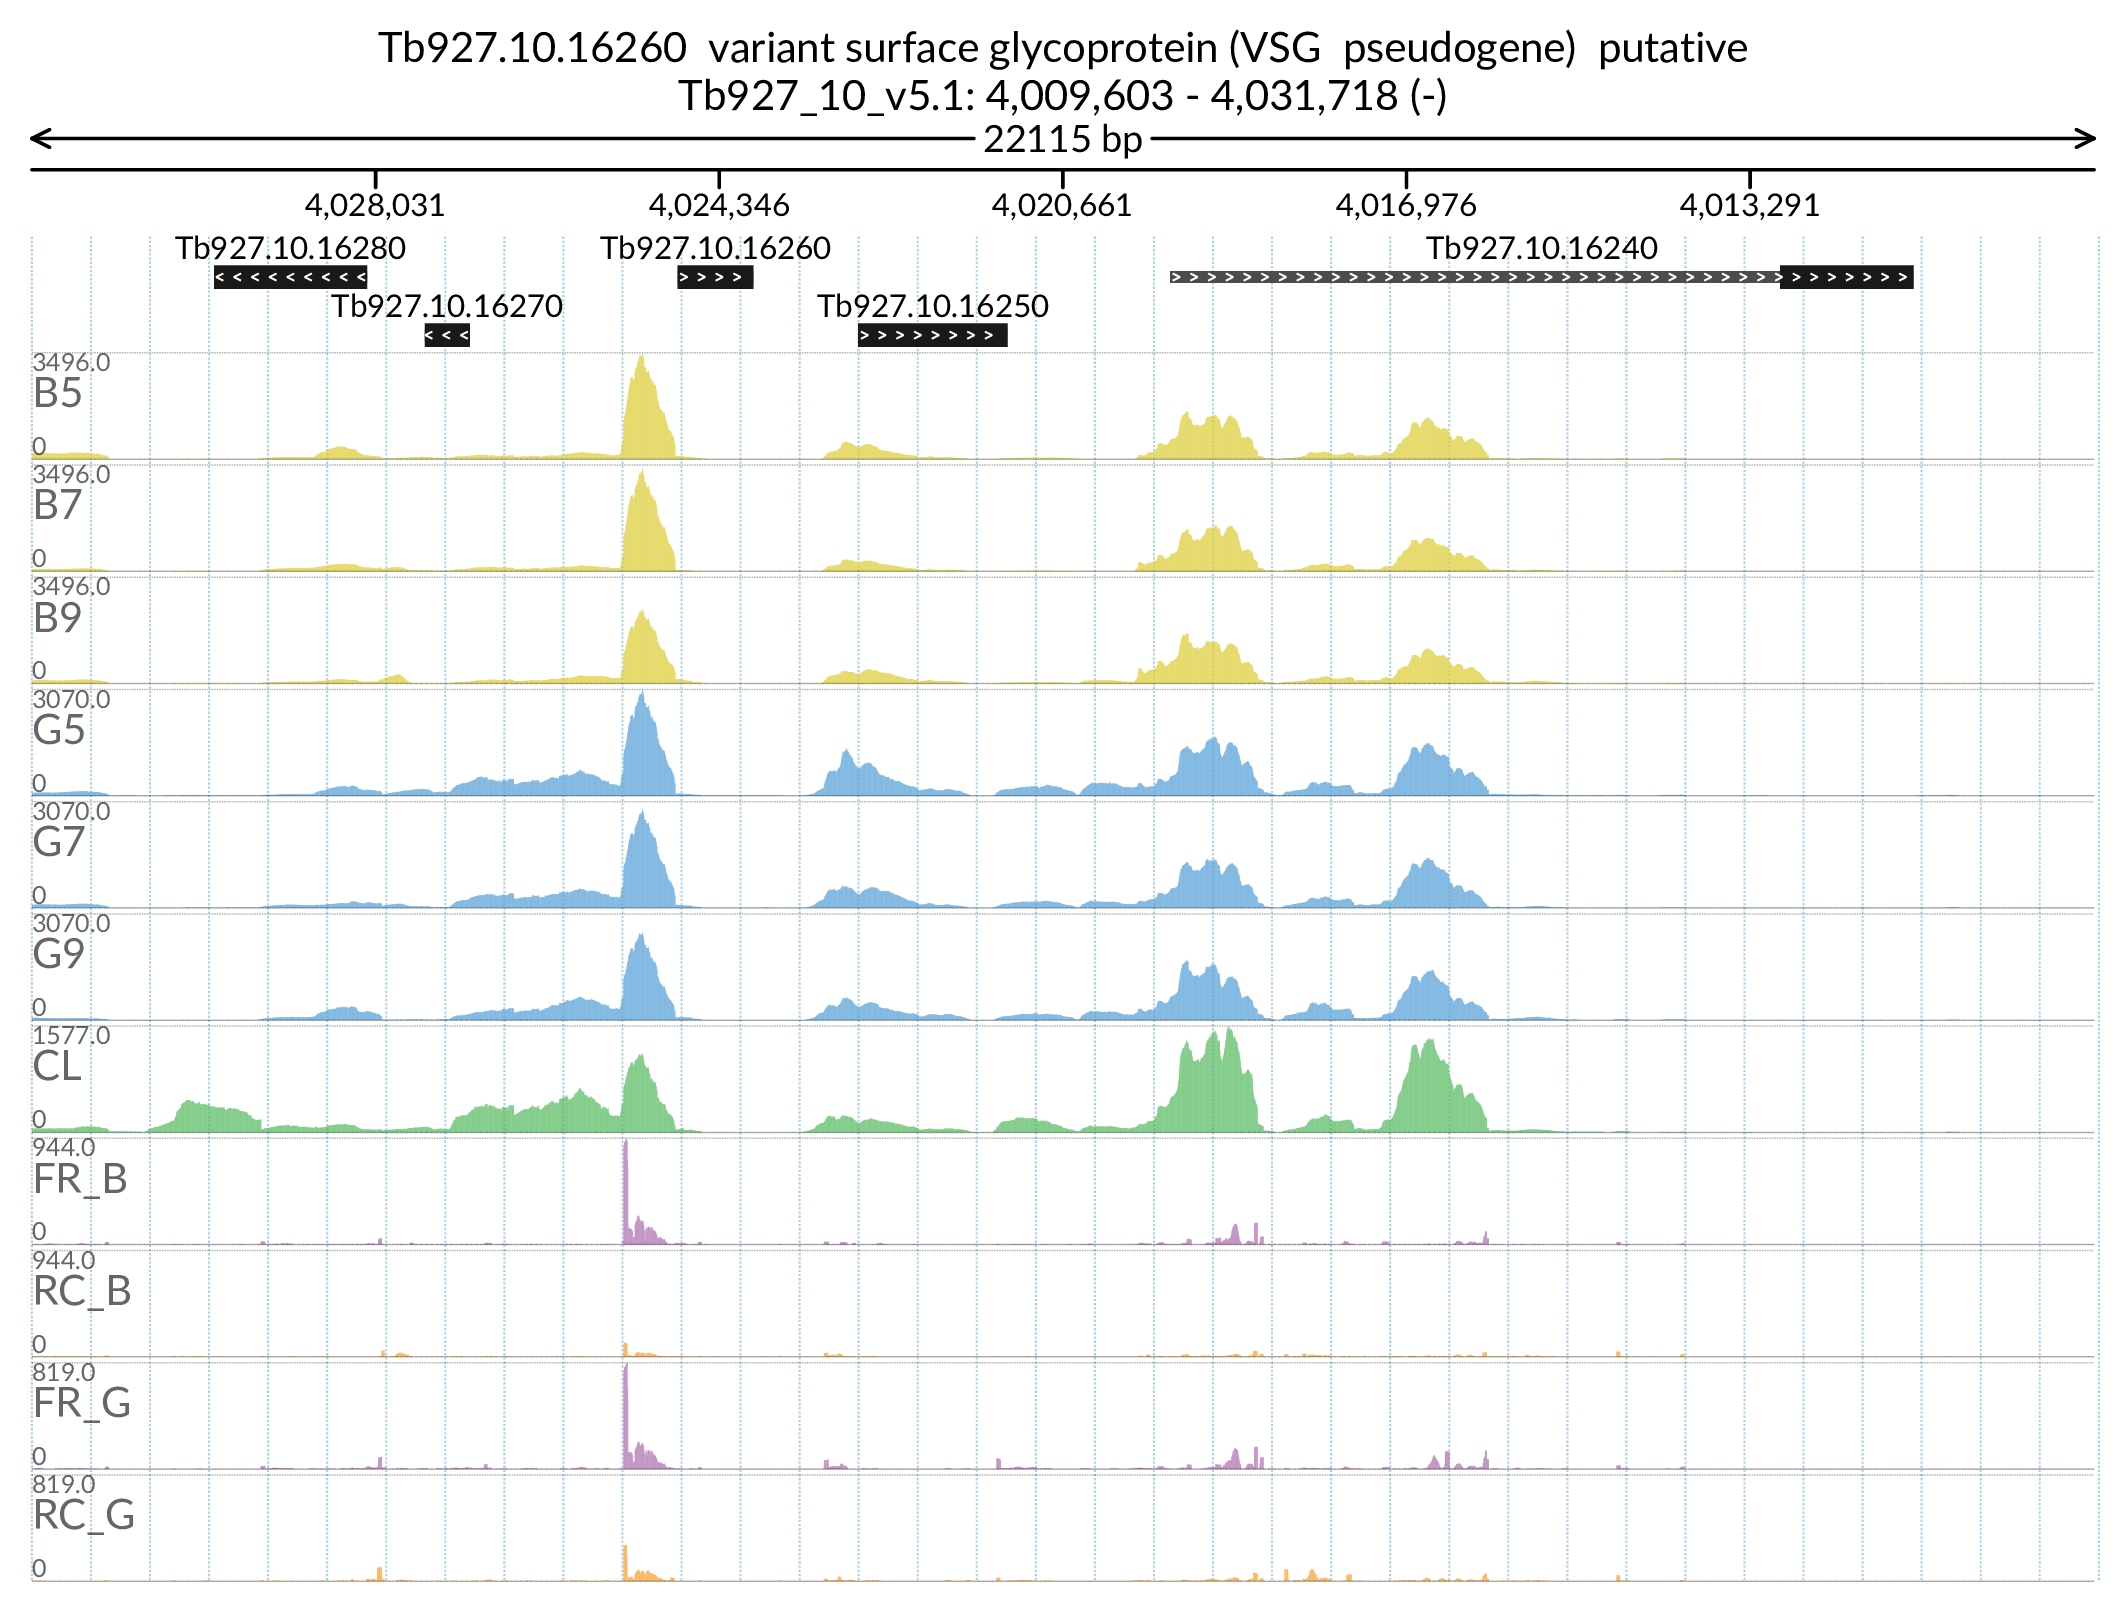 Tb927.10.16260  variant surface glycoprotein (VSG  pseudogene)  putative
Tb927_10_v5.1: 4,009,603 - 4,031,718 (-)
22115 bp
4,028,031 4,024,346 4,020,661 4,016,976 4,013,291
Tb927.10.16280 Tb927.10.16260 Tb927.10.16240
Tb927.10.16270 Tb927.10.16250
3496.0
B5
0
3496.0
B7
0
3496.0
B9
0
3070.0
G5
0
3070.0
G7
0
3070.0
G9
0
1577.0
CL
0
944.0
FR_B
0
944.0
RC_B
0
819.0
FR_G
0
819.0
RC_G
0